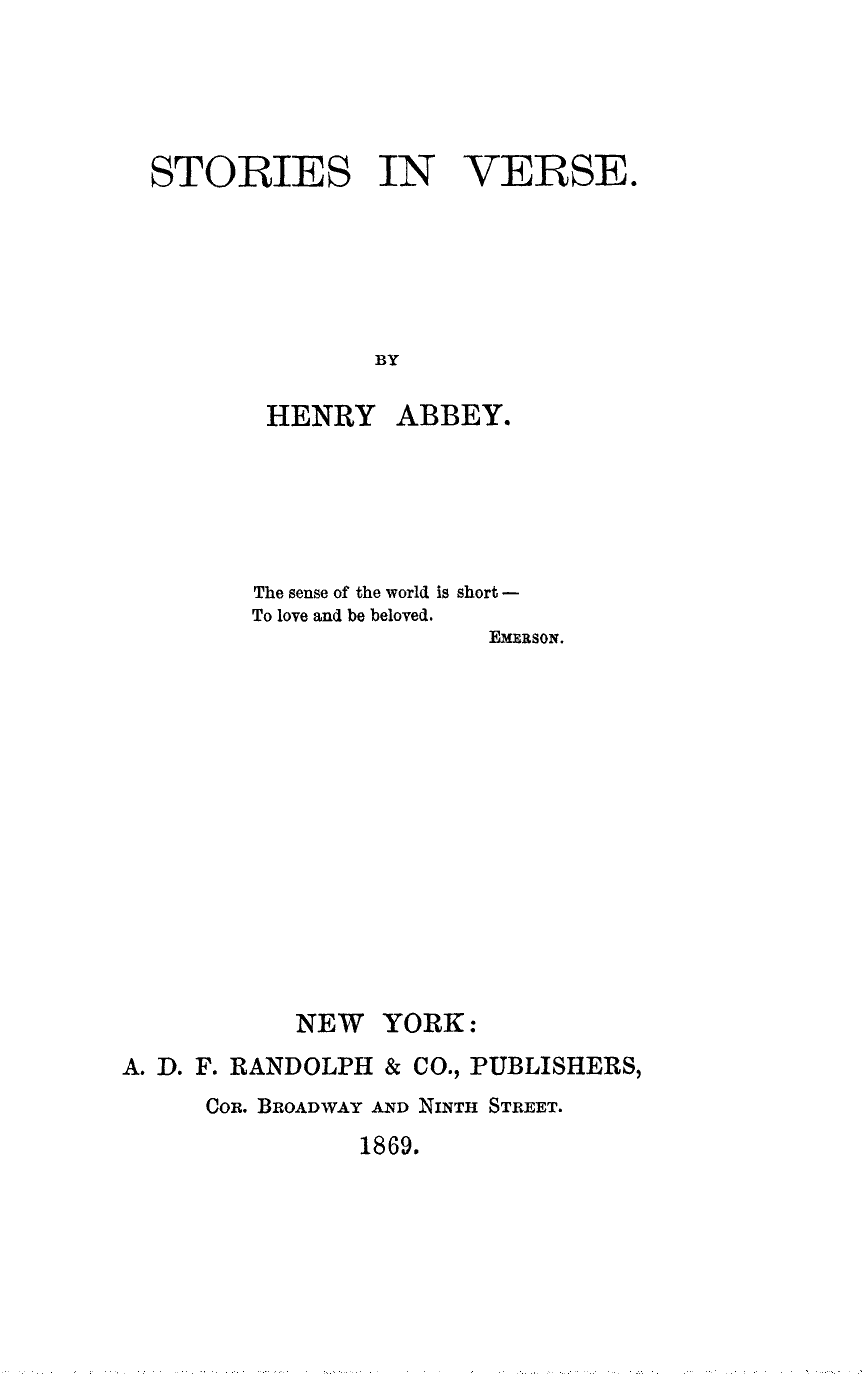 STORIES IN VERSE.
BY
HENRY ABBEY.
The sense of the world is short —
To love and be beloved.
EMERSON.
NEW YORK:
A. D. F. RANDOLPH & CO., PUBLISHERS,
COR. BROADWAY AND NINTH STREET.
1869.